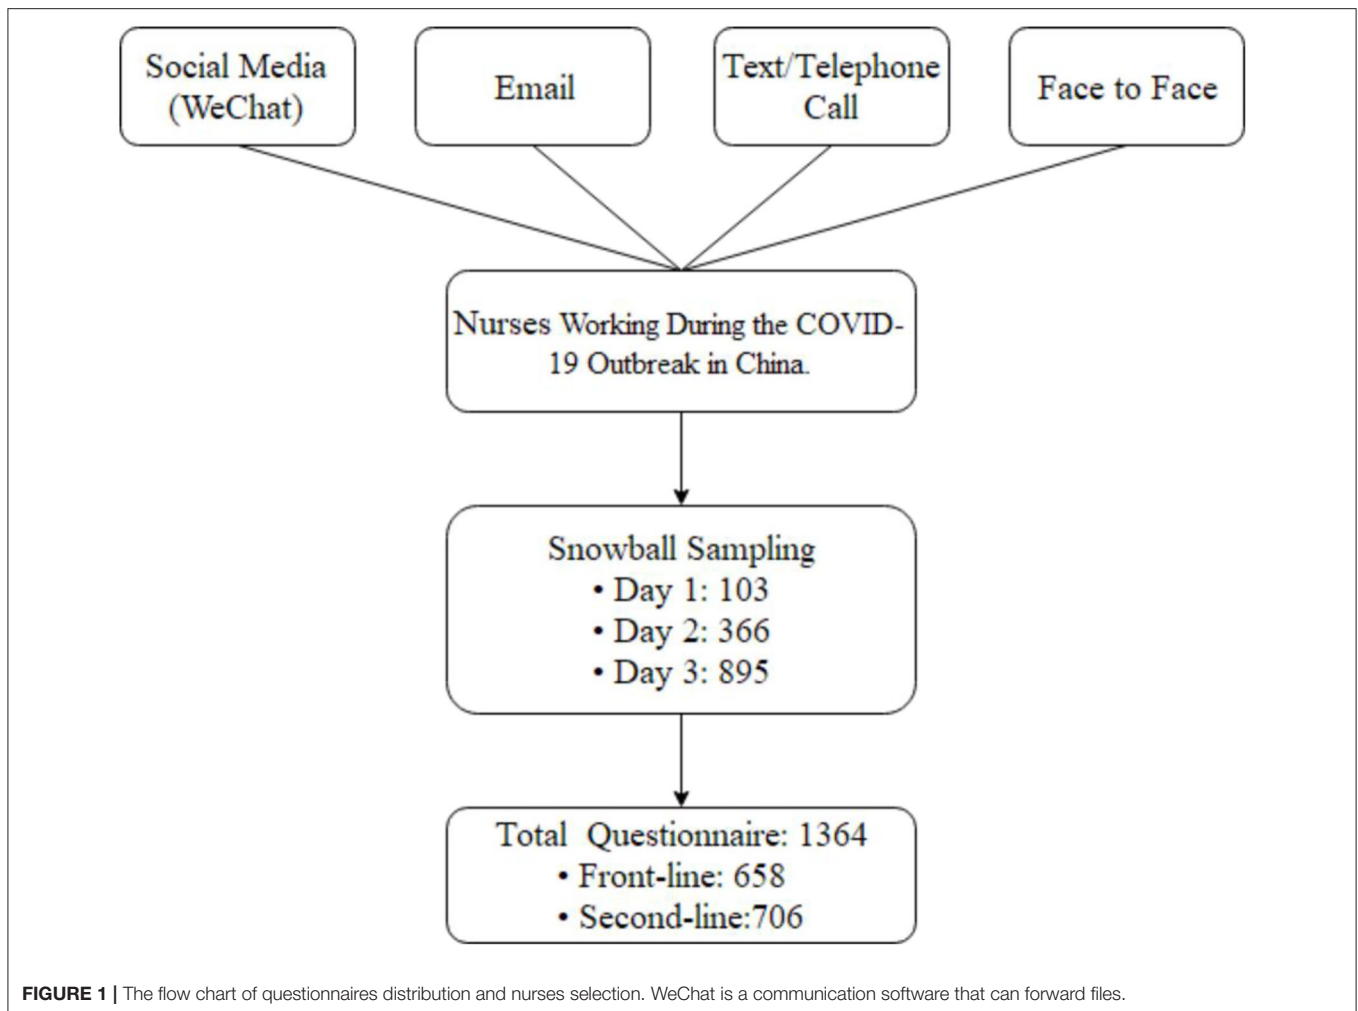 Social Media
(WeChat)
Email
Text/Telephone
Call
Face to Face
Nurses Working During the COVID-
19 Outbreak in China.
Snowball Sampling
• Day 1: 103
• Day 2: 366
• Day 3: 895
Total Questionnaire: 1364
• Front-line: 658
• Second-line:706
FIGURE 1 | The flow chart of questionnaires distribution and nurses selection. WeChat is a communication software that can forward files.